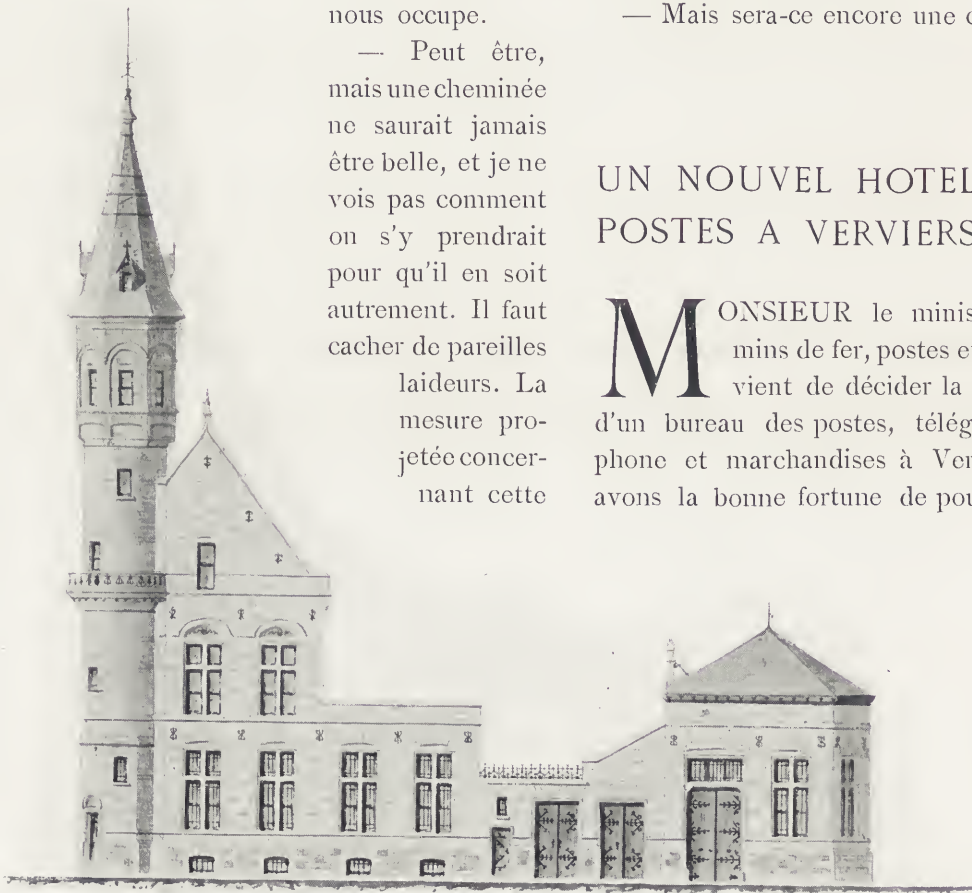 nous occupe.
— Peut être,
mais une cheminée
ne saurait jamais
être belle, et je ne
vois pas comment
on s'y prendrait
pour qu'il en soit
autrement. Il faut
cacher de pareilles
laideurs. La
mesure pro-
jetée concer-
nant cette
— Mais sera-ce encore une
UN NOUVEL HOTEL
POSTES A VERVIERS
MONSIEUR le minis
mins de fer, postes et
vient de décider la
d'un bureau des postes, télég
phone et marchandises à Ver
avons la bonne fortune de pou